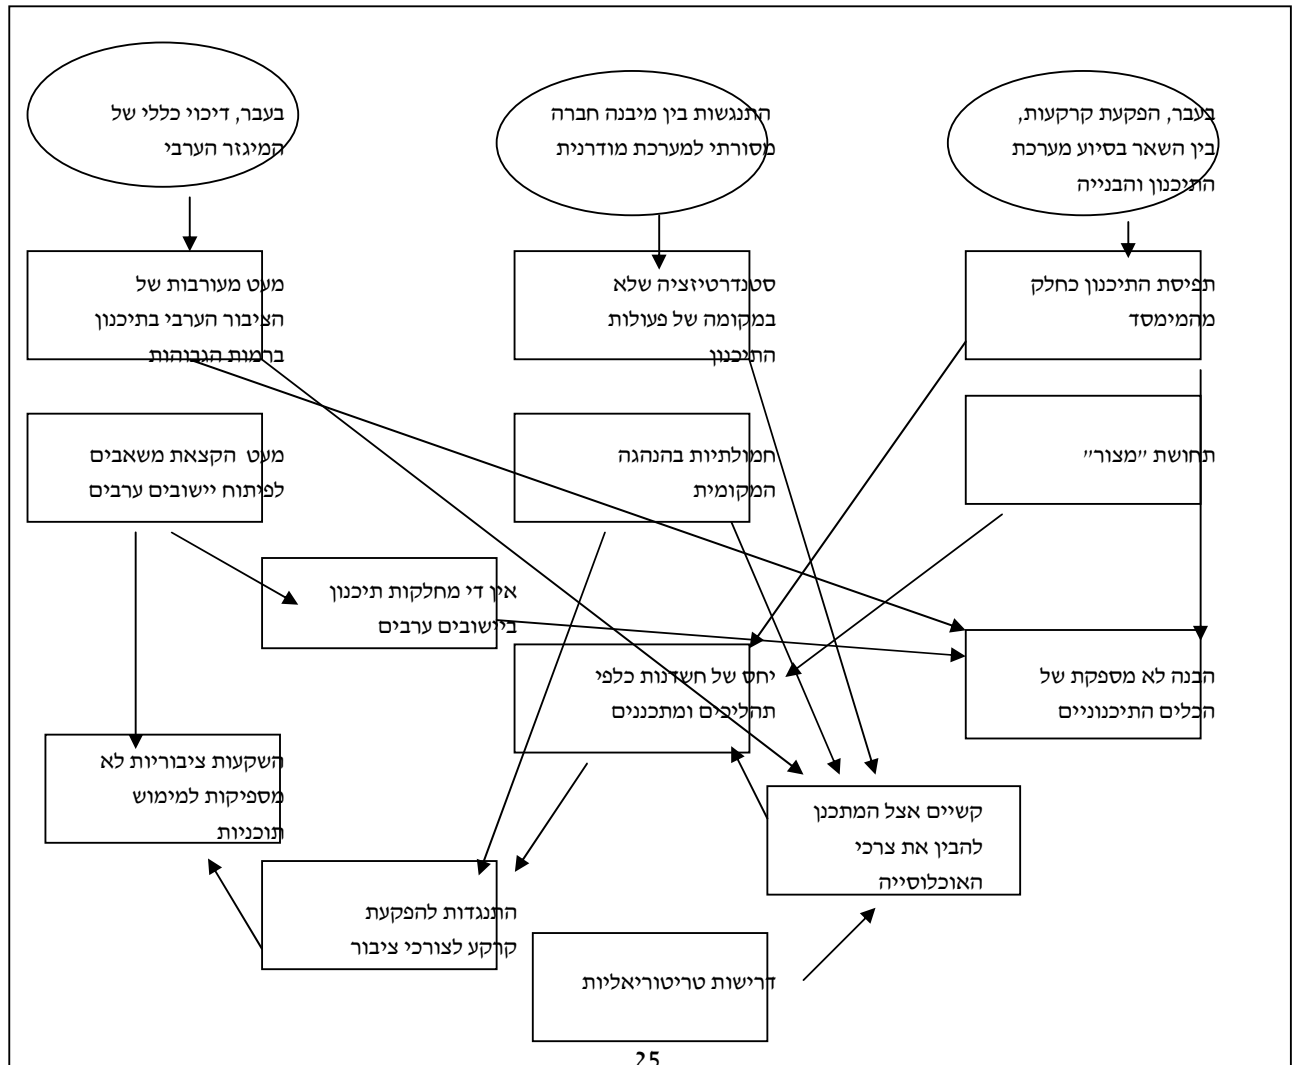 בעבר, הפקעת קרקעות,
בין השאר בסיוע מערכת
התיכנון והבנייה
התנגשות בין מיבנה חברה
מסורתי למערכת מודרנית
בעבר, דיכוי כללי של
המיגזר הערבי
תפיסת התיכנון כחלק
מהמימסד
סטנדרטיזציה שלא
במקומה של פעולות
התיכנון
מעט מעורבות של
הציבור הערבי בתיכנון
ברמות הגבוהות
תחושת "מצור"
חמולתיות בהנהגה
המקומית
מעט הקצאת משאבים
לפיתוח יישובים ערבים
אין די מחלקות תיכנון
ביישובים ערבים
הבנה לא מספקת של
הכלים התיכנוניים
יחס של חשדנות כלפי
תהליכים ומתכננים
השקעות ציבוריות לא
מספיקות למימוש
תוכניות
קשיים אצל המתכנן
להבין את צרכי
האוכלוסייה
התנגדות להפקעת
קרקע לצורכי ציבור
דרישות טריטוריאליות
25